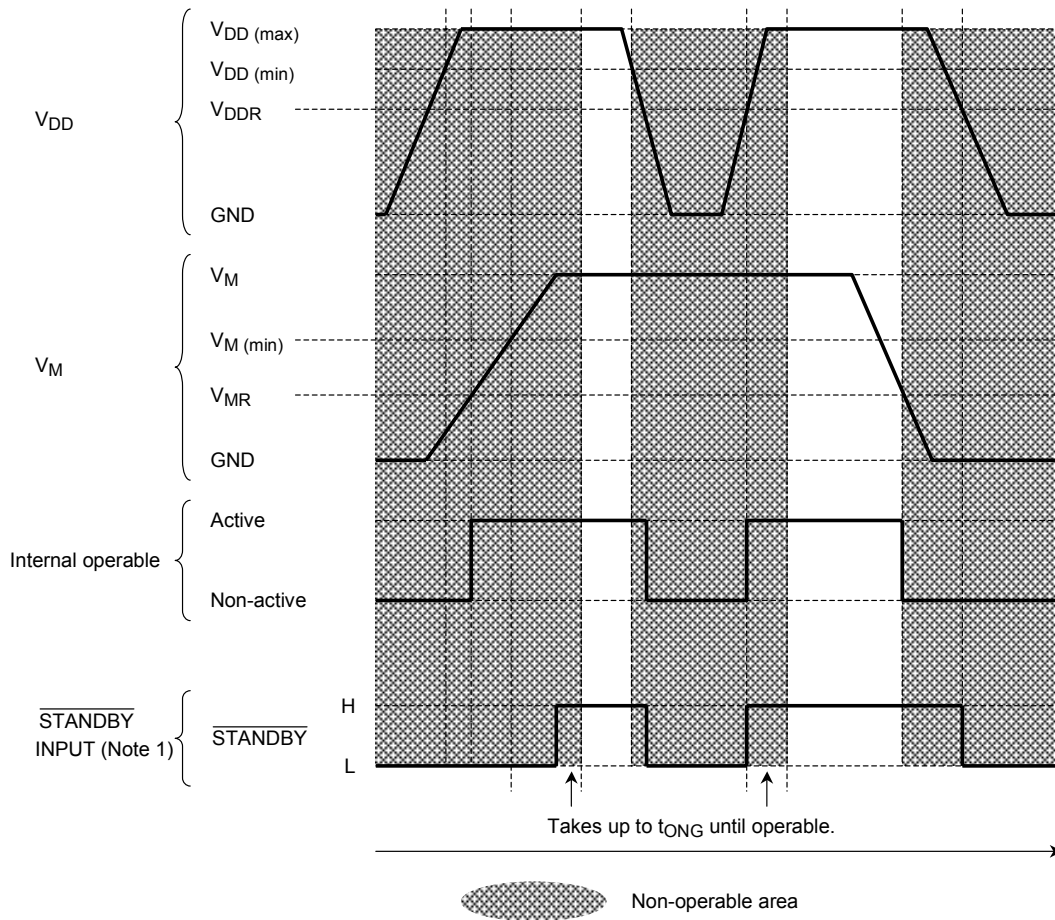 VDD (max)
VDD (min)
VDD
VDDR
GND
VM
VM (min)
VM
VMR
GND
Active
Internal operable
Non-active
H
STANDBY
INPUT (Note 1)
STANDBY
L
Takes up to tONG until operable.
Non-operable area